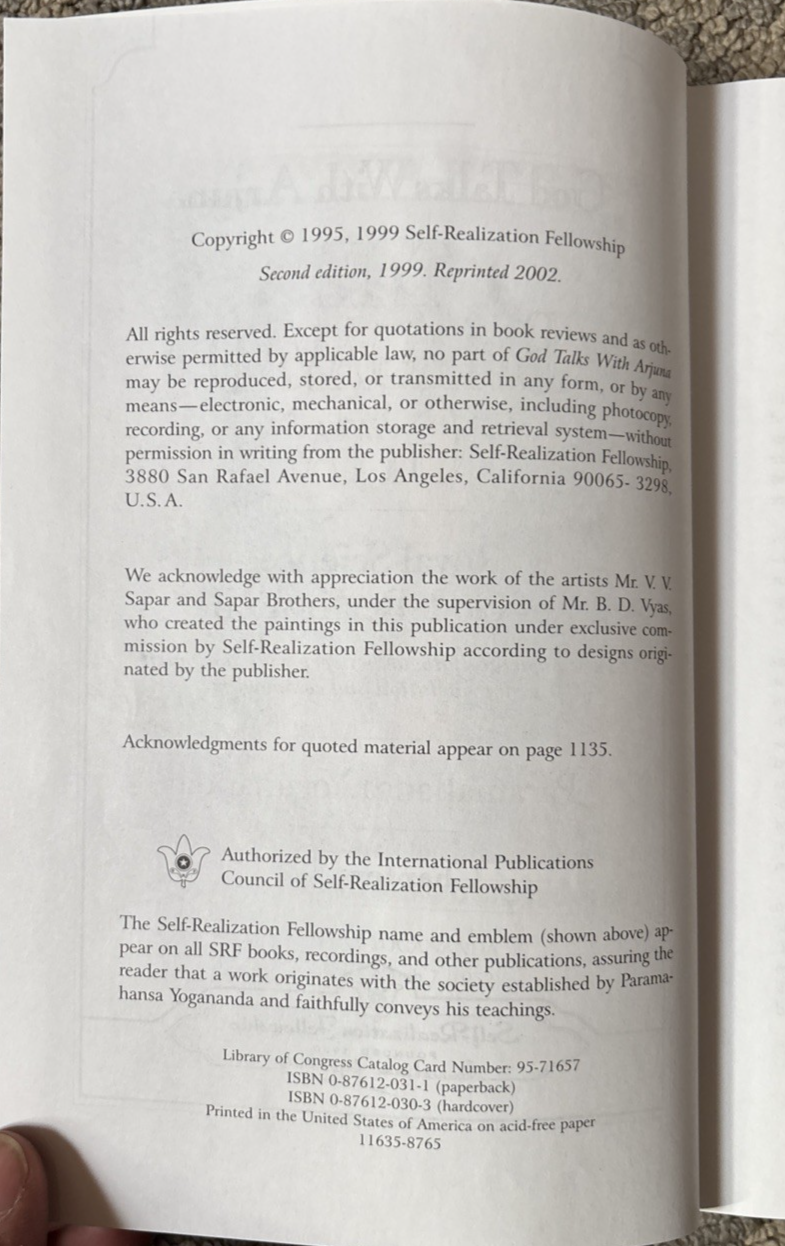 Copyright © 1995, 1999 Self-Realization Fellowship
Second edition, 1999. Reprinted 2002.
All rights reserved. Except for quotations in book reviews and as oth-
erwise permitted by applicable law, no part of God Talks With Arjuna
may be reproduced, stored, or transmitted in any form, or by any
means—electronic, mechanical, or otherwise, including photocopy,
recording, or any information storage and retrieval system—without
permission in writing from the publisher: Self-Realization Fellowship,
3880 San Rafael Avenue, Los Angeles, California 90065- 3298,
U.S.A.
We acknowledge with appreciation the work of the artists Mr. V. V.
Sapar and Sapar Brothers, under the supervision of Mr. B. D. Vyas,
who created the paintings in this publication under exclusive com-
mission by Self-Realization Fellowship according to designs origi-
nated by the publisher.
Acknowledgments for quoted material appear on page 1135.
Authorized by the International Publications
Council of Self-Realization Fellowship
The Self-Realization Fellowship name and emblem (shown above) ap-
pear on all SRF books, recordings, and other publications, assuring the
reader that a work originates with the society established by Parama-
hansa Yogananda and faithfully conveys his teachings.
Library of Congress Catalog Card Number: 95-71657
ISBN 0-87612-031-1 (paperback)
ISBN 0-87612-030-3 (hardcover)
Printed in the United States of America on acid-free paper
11635-8765